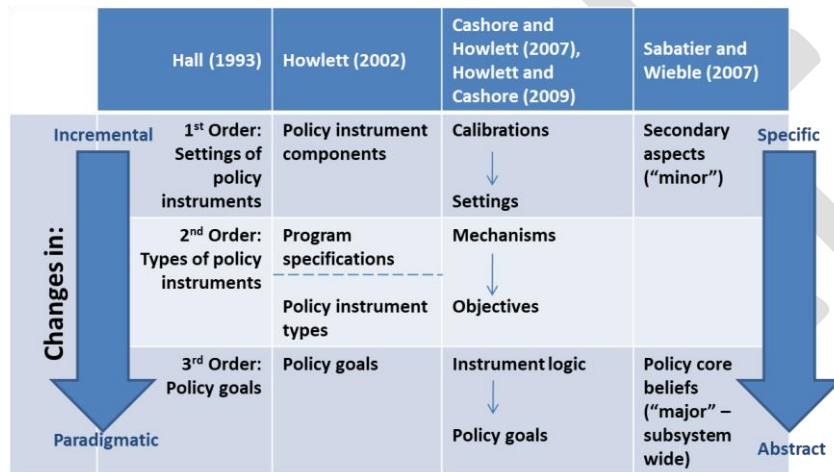 Hall (1993)
Howlett (2002)
Cashore and
Howlett (2007),
Howlett and
Cashore (2009)
Sabatier and
Wieble (2007)
Changes in:
Incremental
Paradigmatic
1st Order:
Settings of
policy
instruments
Policy instrument
components
Calibrations
Settings
Secondary
aspects
(“minor”)
2nd Order:
Types of policy
instruments
Program
specifications
Policy instrument
types
Mechanisms
Objectives
3rd Order:
Policy goals
Policy goals
Instrument logic
Policy goals
Policy core
beliefs
(“major” –
subsystem
wide)
Specific
Abstract